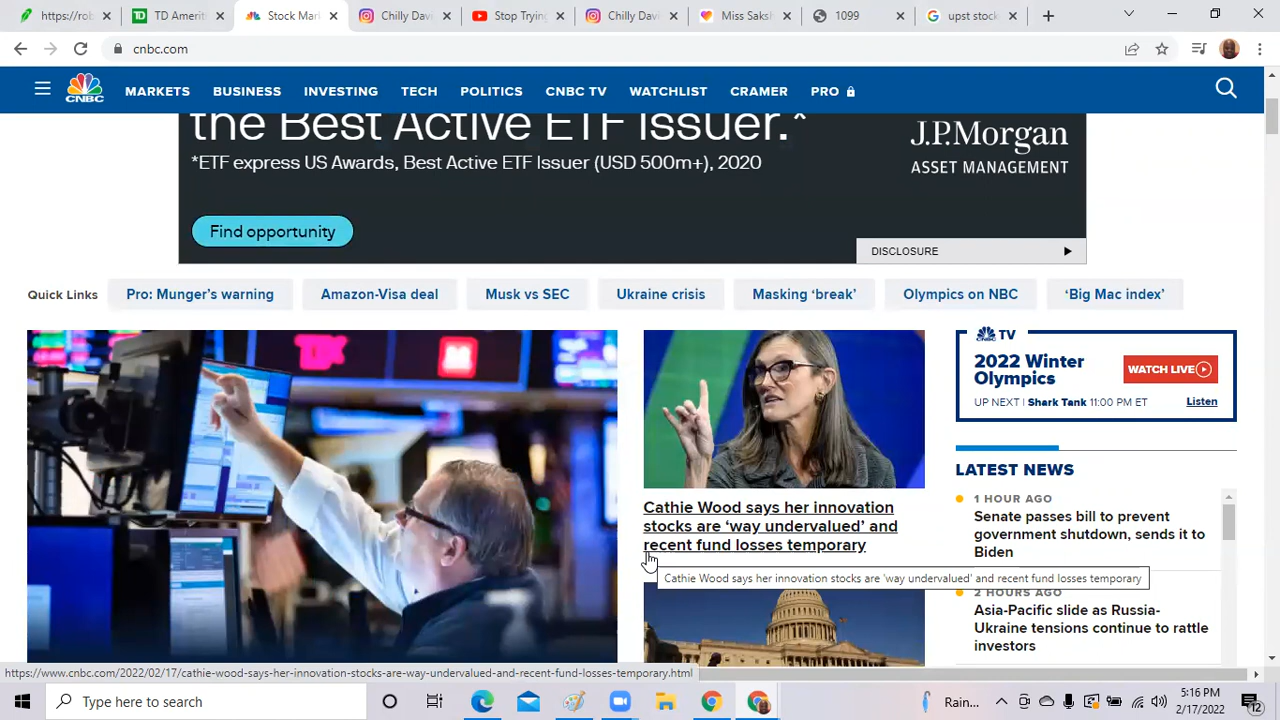 https://rob
TD Amerit
Stock Mark
Chilly Dav
Stop Tryin
Chilly Dav
Miss Saksh
1099
upst stock
cnbc.com
CNBC
MARKETS
BUSINESS
INVESTING
TECH
POLITICS
CNBC TV
WATCHLIST
CRAMER
PRO
the Best Active ETF Issuer.*
*ETF express US Awards, Best Active ETF Issuer (USD 500m+), 2020
J.P.Morgan
ASSET MANAGEMENT
Find opportunity
DISCLOSURE
Quick Links
Pro: Munger's warning
Amazon-Visa deal
Musk vs SEC
Ukraine crisis
Masking 'break'
Olympics on NBC
'Big Mac index'
Cathie Wood says her innovation
stocks are 'way undervalued' and
recent fund losses temporary
Cathie Wood says her innovation stocks are 'way undervalued' and recent fund losses temporary
TV
2022 Winter
Olympics
WATCH LIVE
UP NEXT | Shark Tank 11:00 PM ET
Listen
LATEST NEWS
1 HOUR AGO
Senate passes bill to prevent
government shutdown, sends it to
Biden
2 HOURS AGO
Asia-Pacific slide as Russia-
Ukraine tensions continue to rattle
investors
https://www.cnbc.com/2022/02/17/cathie-wood-says-her-innovation-stocks-are-way-undervalued-and-recent-fund-losses-temporary.html
Type here to search
Rain...
5:16 PM
2/17/2022
12